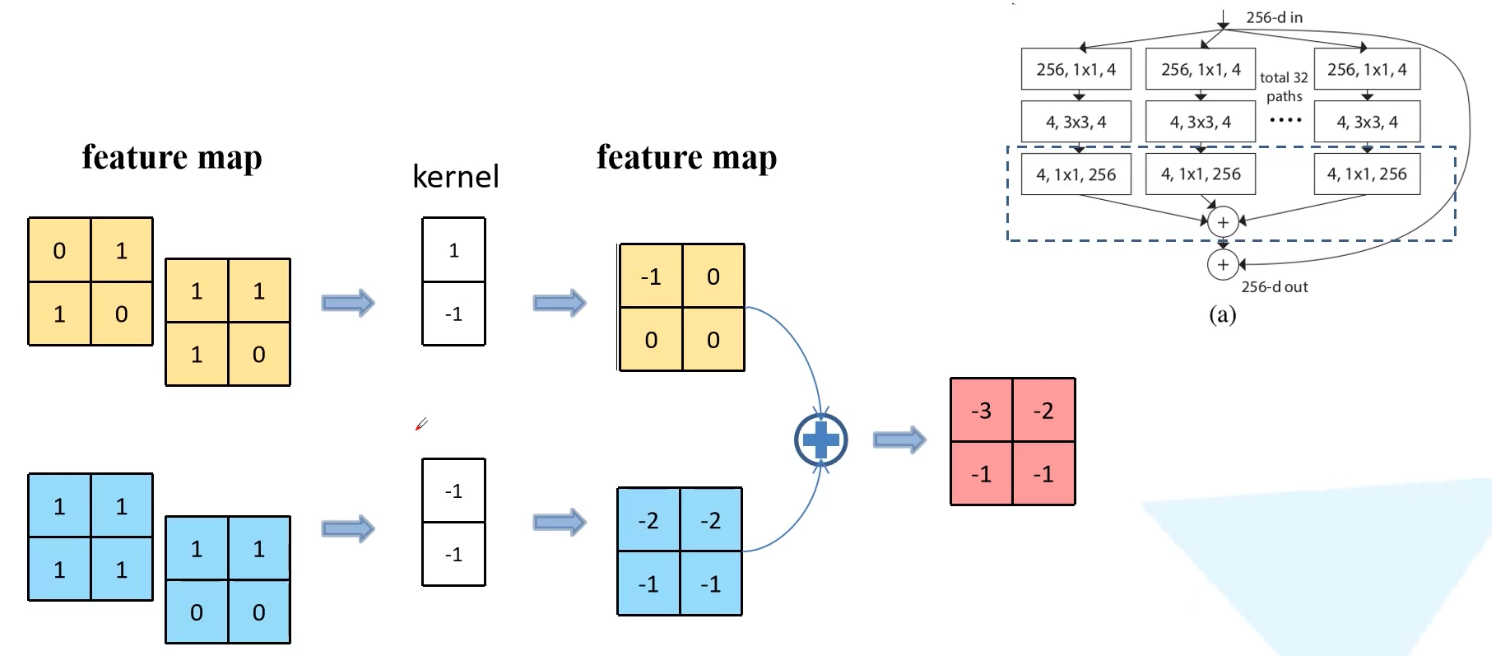 256-d in
256, 1x1, 4 256, 1x1, 4 256, 1x1, 4
total 32
paths
4, 3x3, 4 4, 3x3, 4 •••• 4, 3x3, 4
4, 1x1, 256 4, 1x1, 256 4, 1x1, 256
+
+
256-d out
(a)
feature map
kernel
feature map
0 1
1 0
1 1
1 0
1
-1
-1 0
0 0
1 1
1 1
1 1
0 0
-1
-1
-2 -2
-1 -1
-3 -2
-1 -1